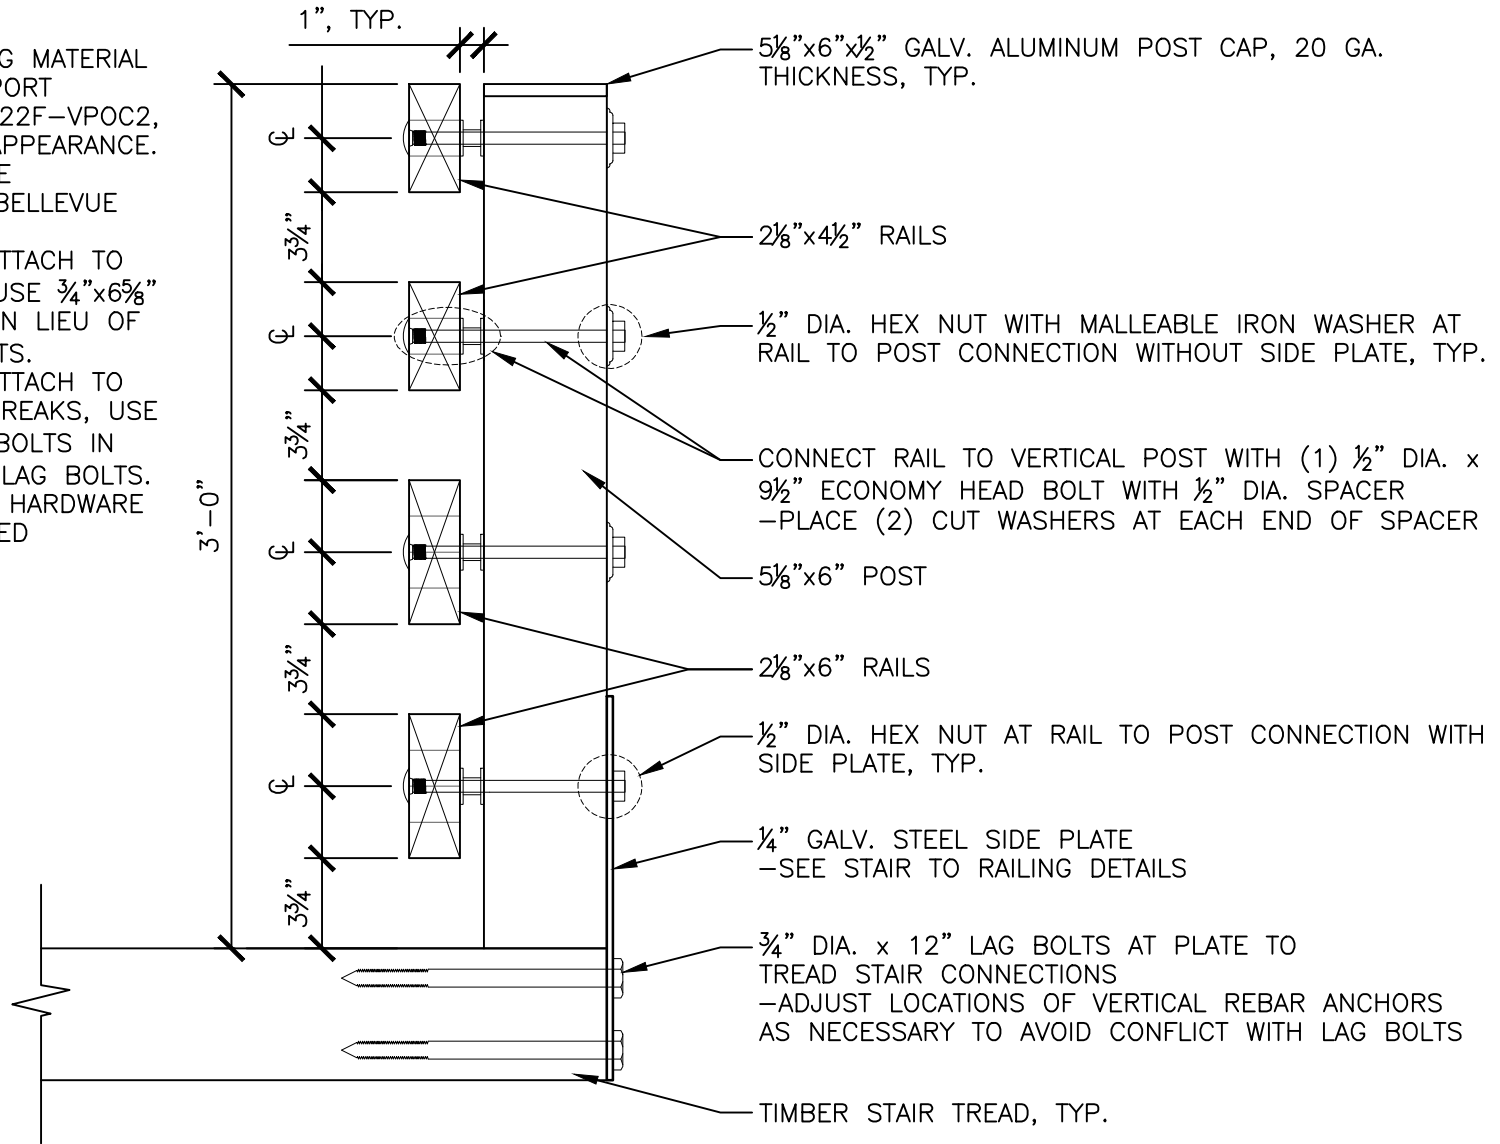 G MATERIAL
PORT
22F-VPOC2,
APPEARANCE.
E
BELLEVUE
TTACH TO
USE ¾"x6⅝"
N LIEU OF
TS.
TTACH TO
REAKS, USE
BOLTS IN
LAG BOLTS.
HARDWARE
ED
1", TYP.
3'-0"
℄
3¾"
℄
3¾"
℄
3¾"
℄
3¾"
5⅛"x6"x½" GALV. ALUMINUM POST CAP, 20 GA.
THICKNESS, TYP.
2⅛"x4½" RAILS
½" DIA. HEX NUT WITH MALLEABLE IRON WASHER AT
RAIL TO POST CONNECTION WITHOUT SIDE PLATE, TYP.
CONNECT RAIL TO VERTICAL POST WITH (1) ½" DIA. x
9½" ECONOMY HEAD BOLT WITH ½" DIA. SPACER
-PLACE (2) CUT WASHERS AT EACH END OF SPACER
5⅛"x6" POST
2⅛"x6" RAILS
½" DIA. HEX NUT AT RAIL TO POST CONNECTION WITH
SIDE PLATE, TYP.
¼" GALV. STEEL SIDE PLATE
-SEE STAIR TO RAILING DETAILS
¾" DIA. x 12" LAG BOLTS AT PLATE TO
TREAD STAIR CONNECTIONS
-ADJUST LOCATIONS OF VERTICAL REBAR ANCHORS
AS NECESSARY TO AVOID CONFLICT WITH LAG BOLTS
TIMBER STAIR TREAD, TYP.